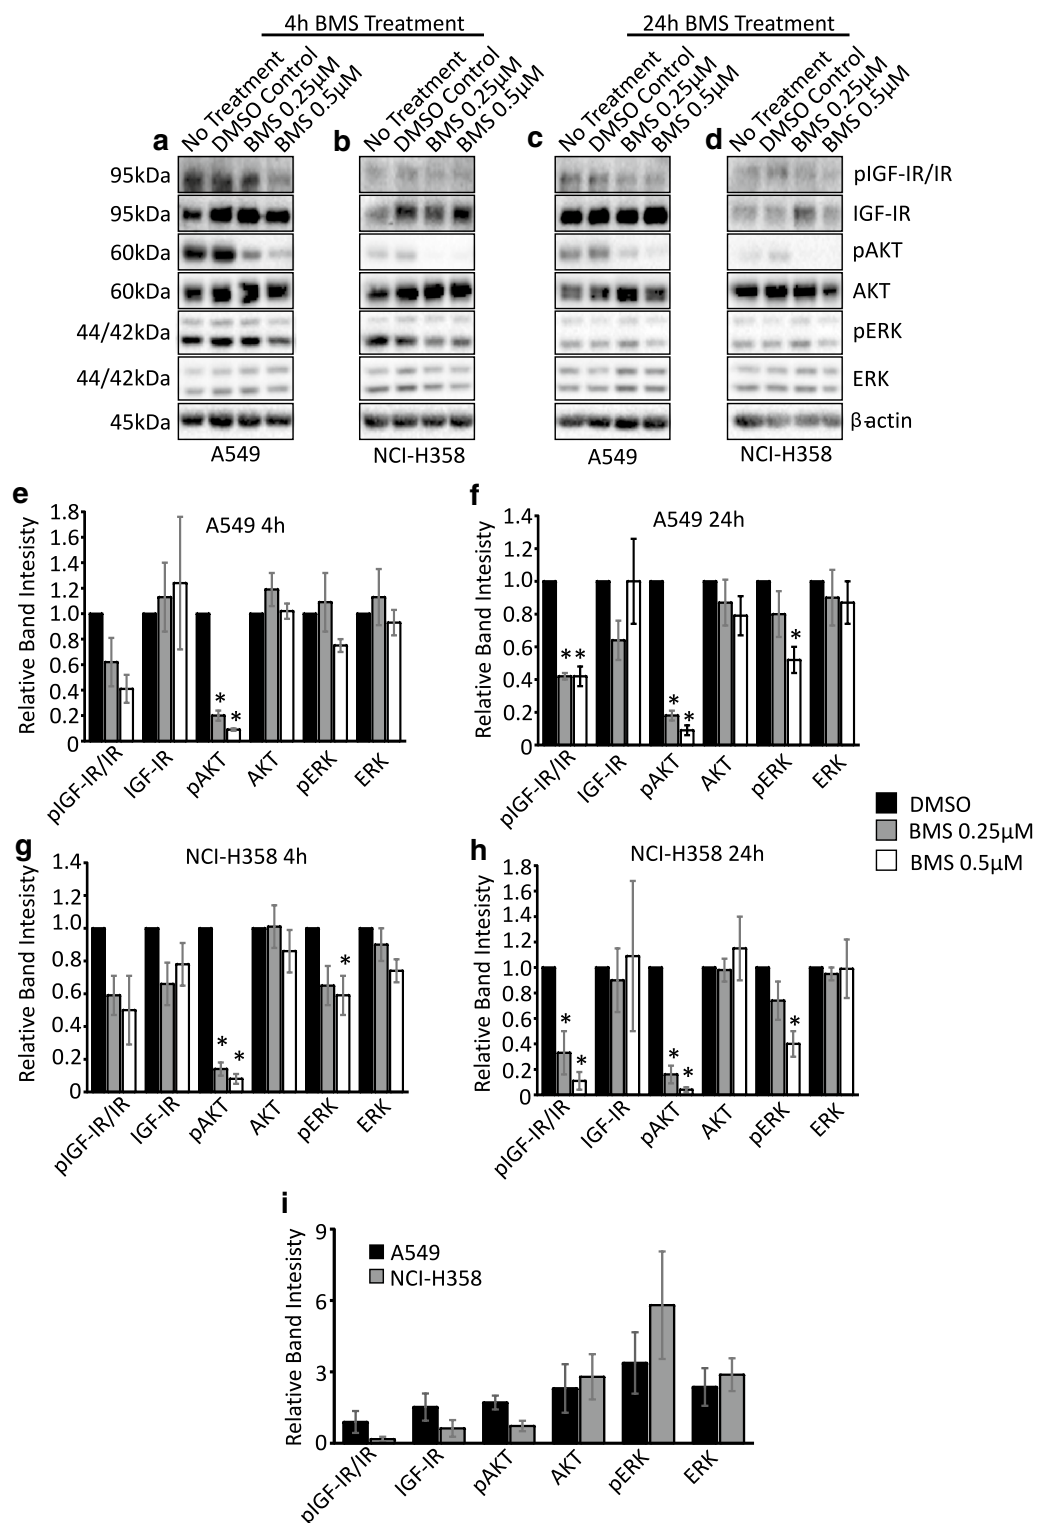 4h BMS Treatment
24h BMS Treatment
No Treatment
DMSO Control
BMS 0.25µM
BMS 0.5µM
No Treatment
DMSO Control
BMS 0.25µM
BMS 0.5µM
No Treatment
DMSO Control
BMS 0.25µM
BMS 0.5µM
No Treatment
DMSO Control
BMS 0.25µM
BMS 0.5µM
a
b
c
d
95kDa
pIGF-IR/IR
95kDa
IGF-IR
60kDa
pAKT
60kDa
AKT
44/42kDa
pERK
44/42kDa
ERK
45kDa
β-actin
A549
NCI-H358
A549
NCI-H358
e
A549 4h
Relative Band Intesisty
1.8
1.6
1.4
1.2
1.0
0.8
0.6
0.4
0.2
0
* *
pIGF-IR/IR
IGF-IR
pAKT
AKT
pERK
ERK
f
A549 24h
Relative Band Intesisty
1.4
1.2
1.0
0.8
0.6
0.4
0.2
0
* *
* *
*
pIGF-IR/IR
IGF-IR
pAKT
AKT
pERK
ERK
DMSO
BMS 0.25µM
BMS 0.5µM
g
NCI-H358 4h
Relative Band Intesisty
1.4
1.2
1.0
0.8
0.6
0.4
0.2
0
* *
*
pIGF-IR/IR
IGF-IR
pAKT
AKT
pERK
ERK
h
NCI-H358 24h
Relative Band Intesisty
1.8
1.6
1.4
1.2
1.0
0.8
0.6
0.4
0.2
0
* *
* *
*
pIGF-IR/IR
IGF-IR
pAKT
AKT
pERK
ERK
i
Relative Band Intesisty
9
6
3
0
A549
NCI-H358
pIGF-IR/IR
IGF-IR
pAKT
AKT
pERK
ERK